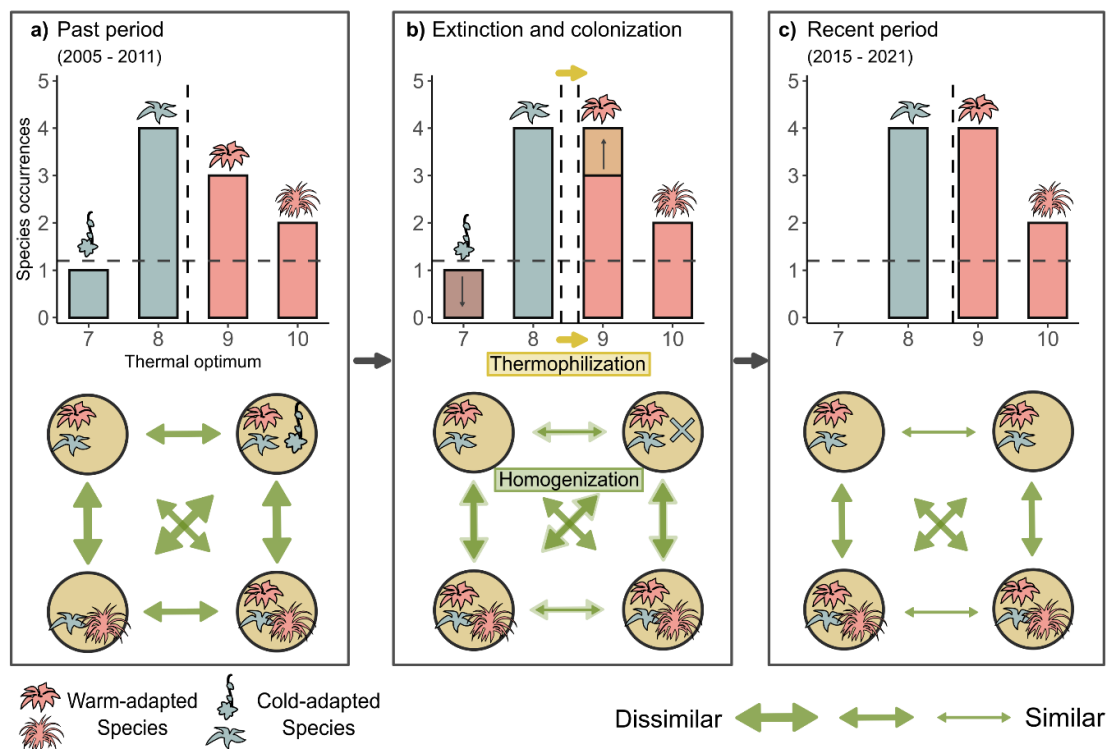 a) Past period
(2005 - 2011)
5
4
3
2
1
0
Species occurrences
7 8 9 10
Thermal optimum
b) Extinction and colonization
5
4
3
2
1
0
7 8 9 10
Thermophilization
Homogenization
c) Recent period
(2015 - 2021)
5
4
3
2
1
0
7 8 9 10
Warm-adapted
Species
Cold-adapted
Species
Dissimilar
Similar